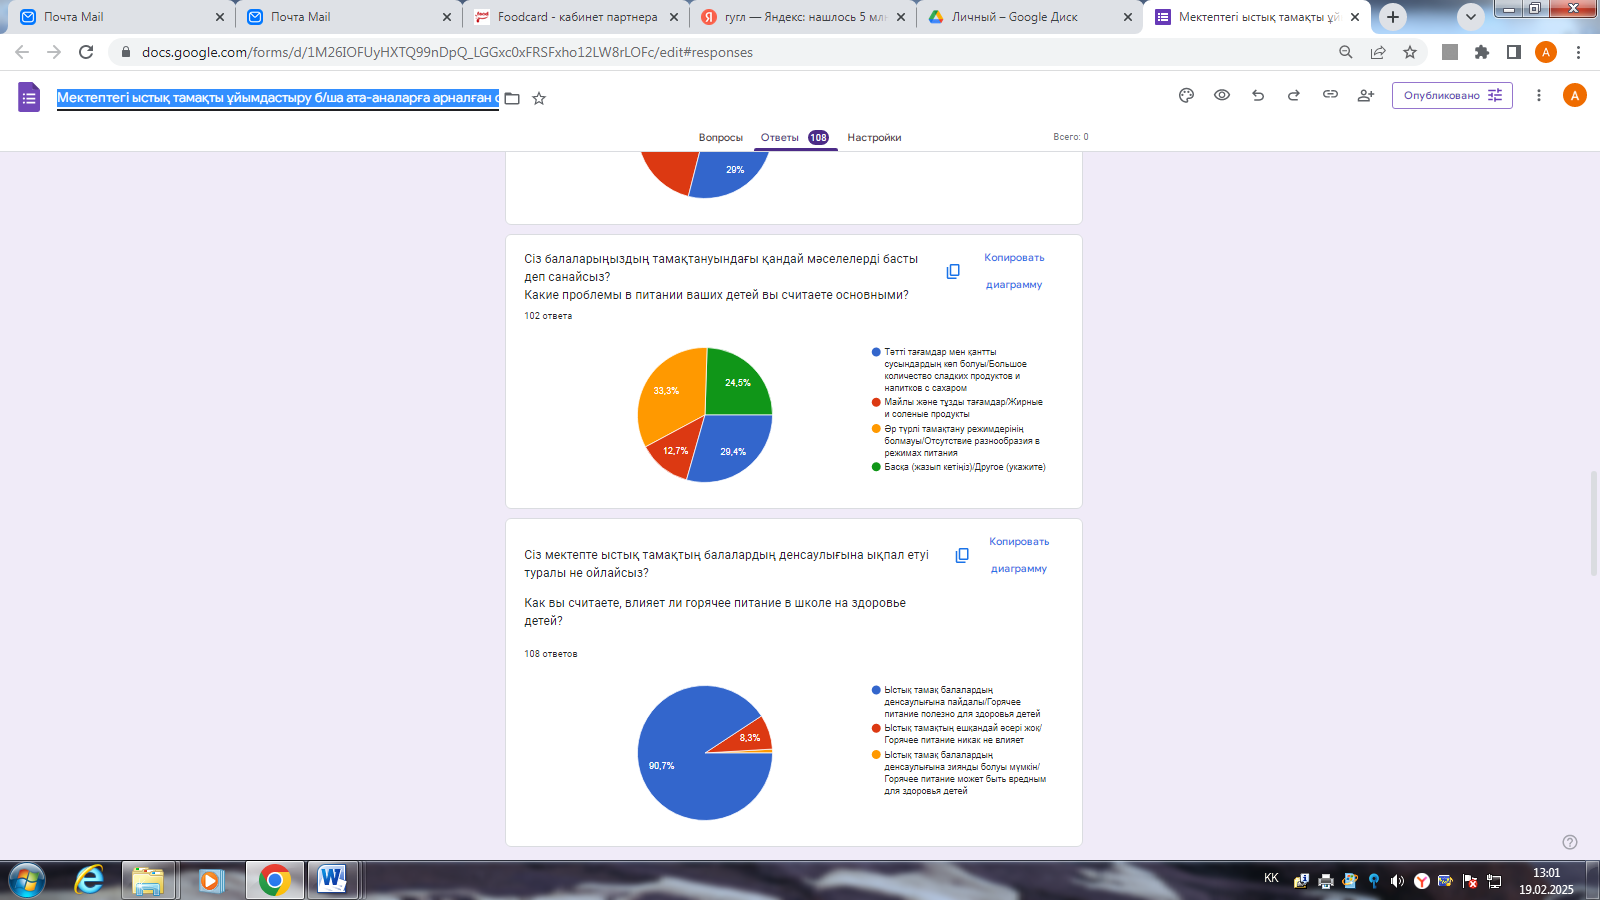 Почта Mail
Почта Mail
Foodcard - кабинет партнера
гугл — Яндекс: нашлось 5 мл
Личный – Google Диск
Мектептегі ыстық тамақты ұй
docs.google.com/forms/d/1M26IOFUyHXTQ99nDpQ_LGGxc0xFRSFxho12LW8rLOFc/edit#responses
A
Мектептегі ыстық тамақты ұйымдастыру б/ша ата-аналарға арналған с
Опубликовано
A
Вопросы
Ответы 108
Настройки
Всего: 0
29%
Сіз балаларыңыздың тамақтануындағы қандай мәселелерді басты
деп санайсыз?
Какие проблемы в питании ваших детей вы считаете основными?
102 ответа
Копировать
диаграмму
33,3%
24,5%
12,7%
29,4%
Тәтті тағамдар мен қантты
сусындардың көп болуы/Большое
количество сладких продуктов и
напитков с сахаром
Майлы және тұзды тағамдар/Жирные
и соленые продукты
Әр түрлі тамақтану режимдерінің
болмауы/Отсутствие разнообразия в
режимах питания
Басқа (жазып кетіңіз)/Другое (укажите)
Сіз мектепте ыстық тамақтың балалардың денсаулығына ықпал етуі
туралы не ойлайсыз?
Как вы считаете, влияет ли горячее питание в школе на здоровье
детей?
108 ответов
Копировать
диаграмму
8,3%
90,7%
Ыстық тамақ балалардың
денсаулығына пайдалы/Горячее
питание полезно для здоровья детей
Ыстық тамақтың ешқандай әсері жоқ/
Горячее питание никак не влияет
Ыстық тамақ балалардың
денсаулығына зиянды болуы мүмкін/
Горячее питание может быть вредным
для здоровья детей
KK
13:01
19.02.2025